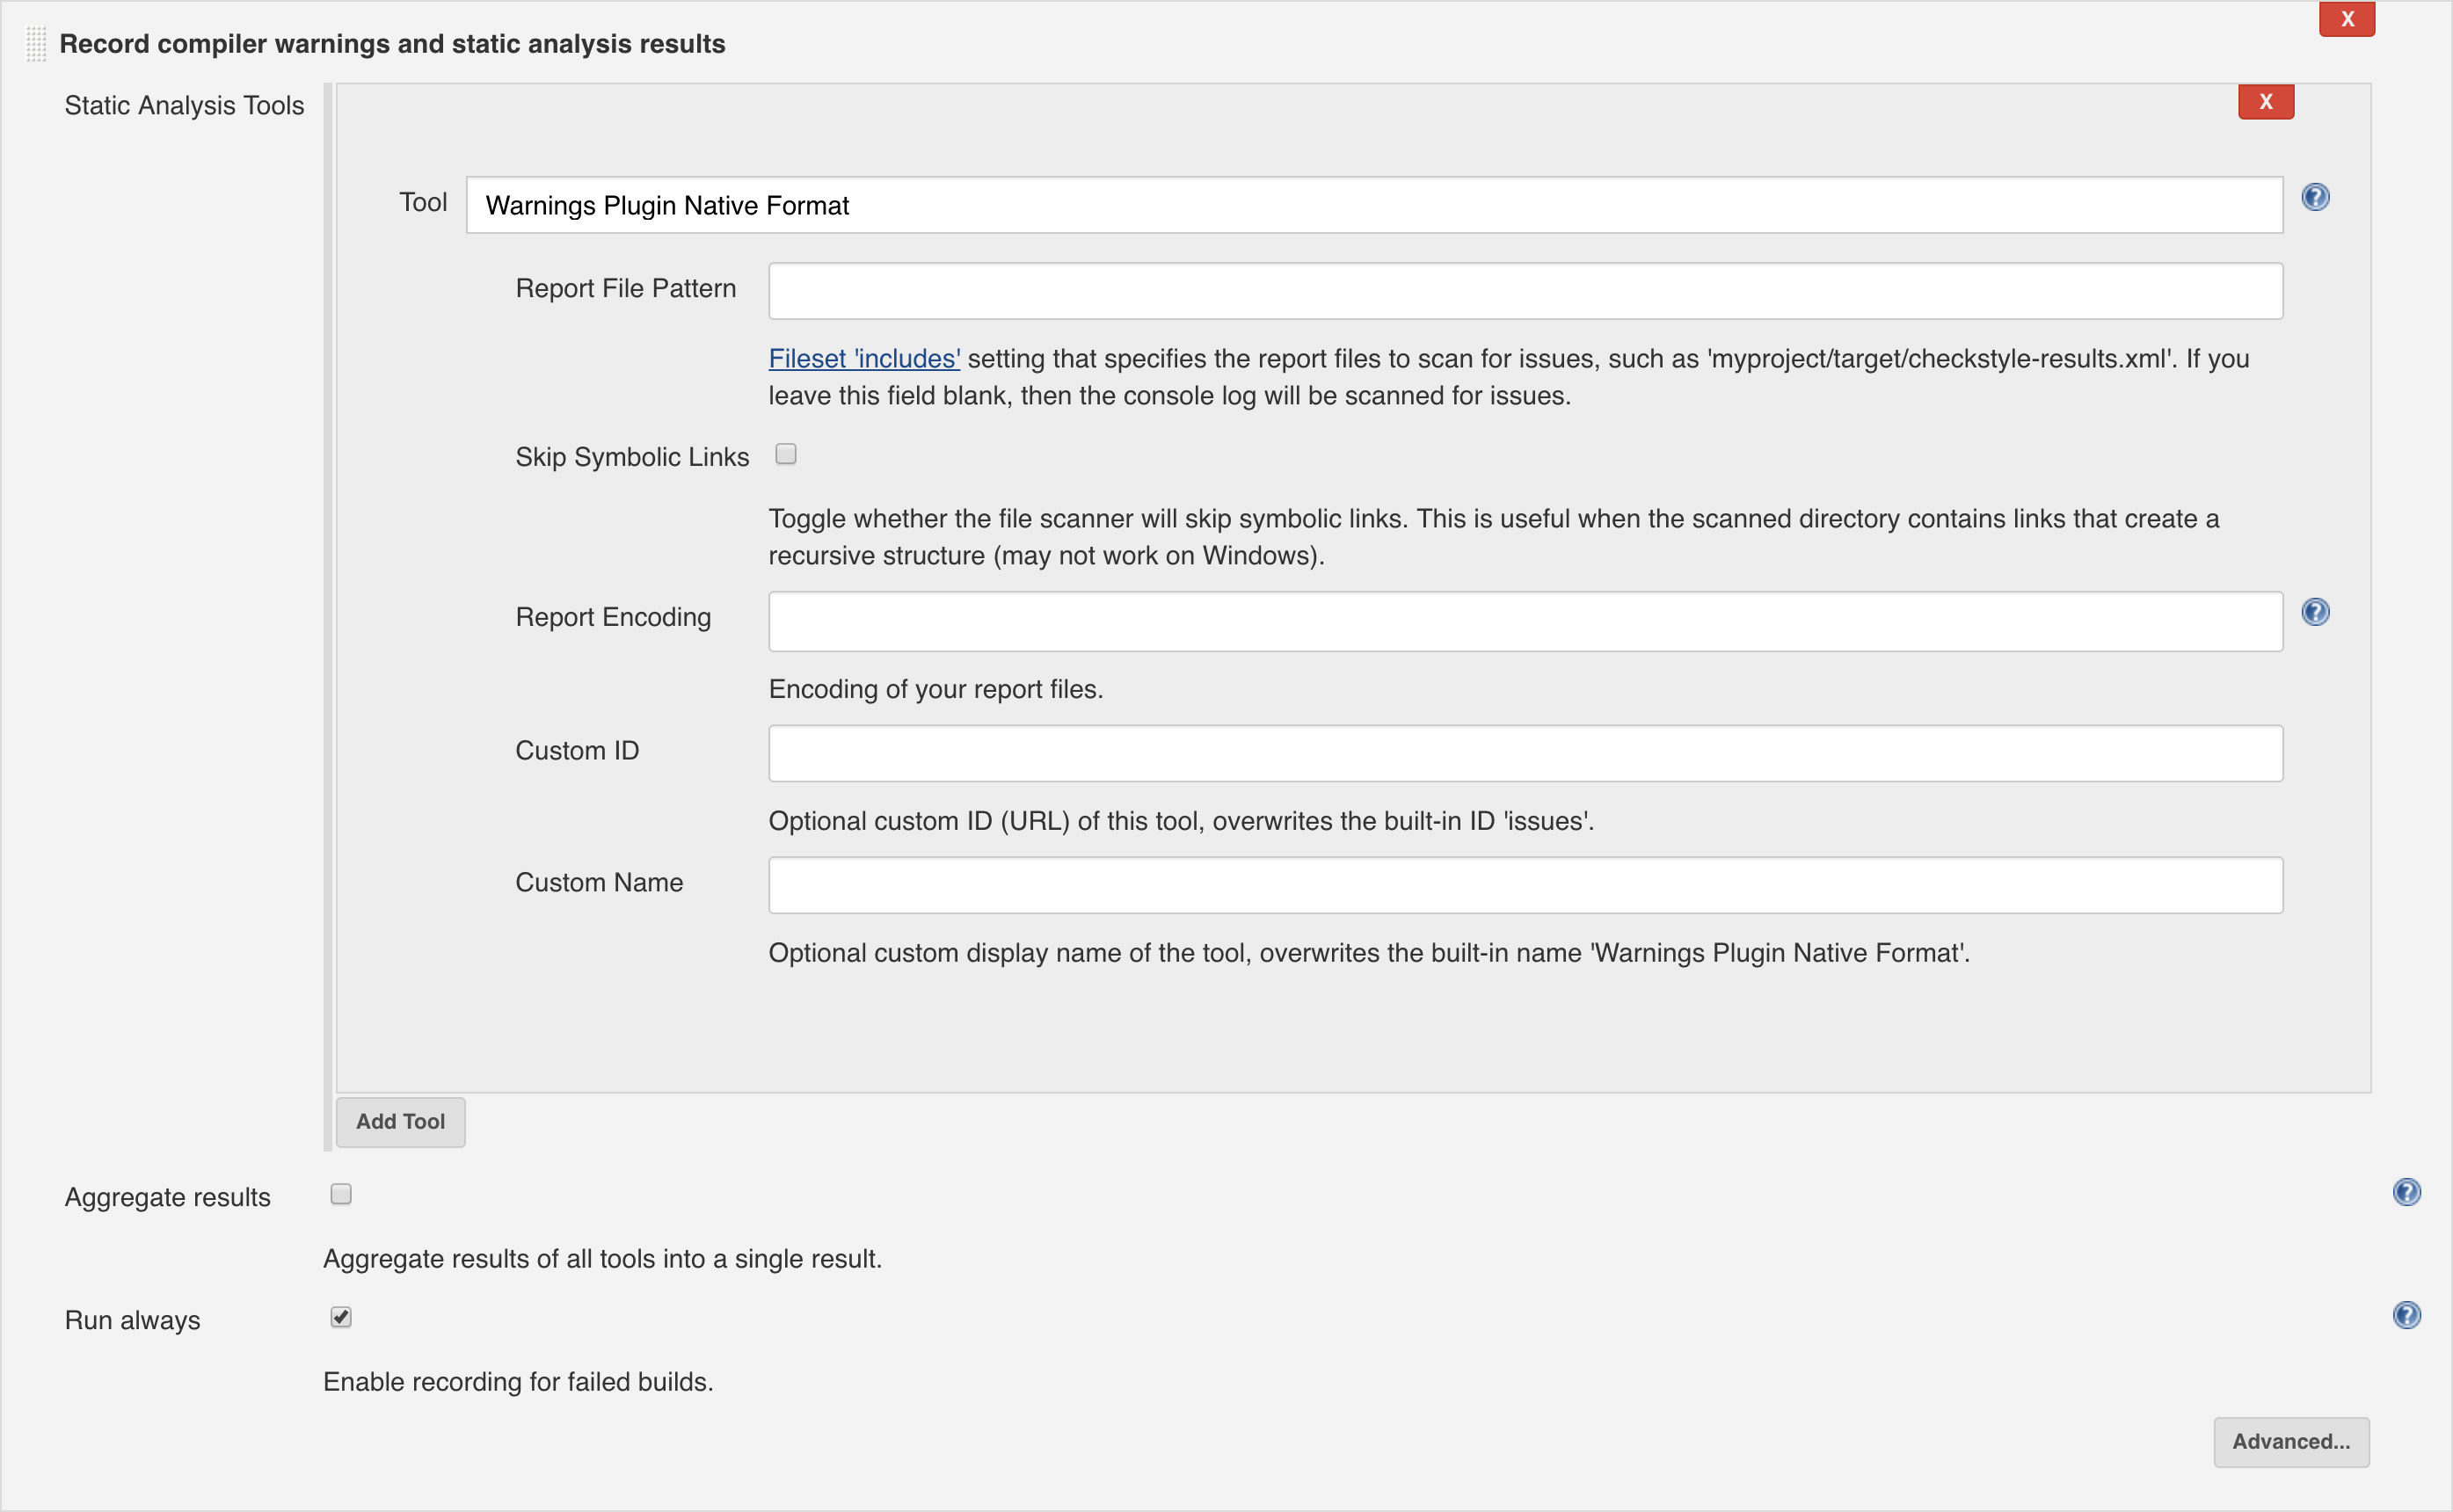 Record compiler warnings and static analysis results
X
Static Analysis Tools
X
Tool
Warnings Plugin Native Format
Report File Pattern
Fileset 'includes' setting that specifies the report files to scan for issues, such as 'myproject/target/checkstyle-results.xml'. If you
leave this field blank, then the console log will be scanned for issues.
Skip Symbolic Links
Toggle whether the file scanner will skip symbolic links. This is useful when the scanned directory contains links that create a
recursive structure (may not work on Windows).
Report Encoding
Encoding of your report files.
Custom ID
Optional custom ID (URL) of this tool, overwrites the built-in ID 'issues'.
Custom Name
Optional custom display name of the tool, overwrites the built-in name 'Warnings Plugin Native Format'.
Add Tool
Aggregate results
Aggregate results of all tools into a single result.
Run always
Enable recording for failed builds.
Advanced...